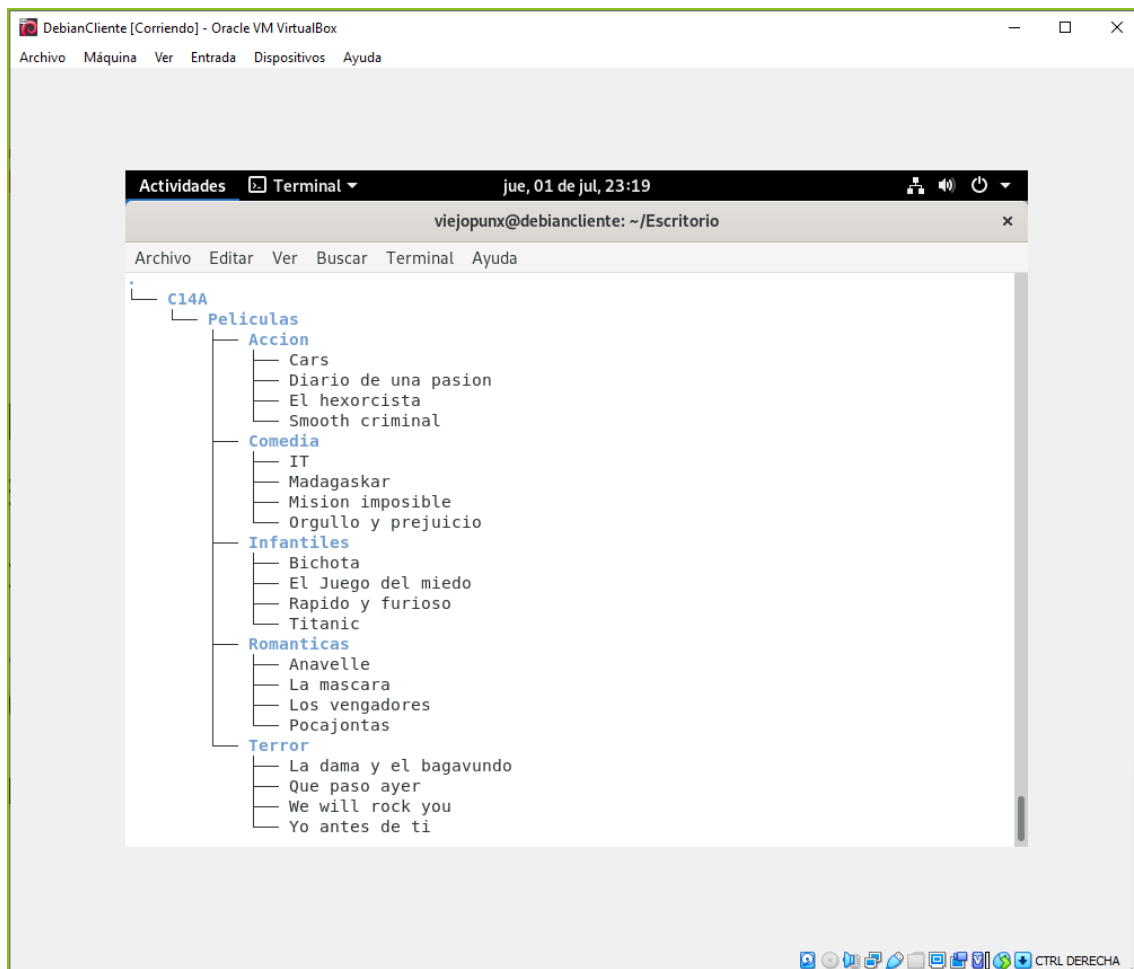 DebianCliente [Corriendo] - Oracle VM VirtualBox
Archivo Máquina Ver Entrada Dispositivos Ayuda
Actividades Terminal jue, 01 de jul, 23:19
viejopunx@debiancliente: ~/Escritorio
Archivo Editar Ver Buscar Terminal Ayuda
.
└── C14A
    └── Peliculas
        ├── Accion
        │   ├── Cars
        │   ├── Diario de una pasion
        │   ├── El hexorcista
        │   └── Smooth criminal
        ├── Comedia
        │   ├── IT
        │   ├── Madagaskar
        │   ├── Mision imposible
        │   └── Orgullo y prejuicio
        ├── Infantiles
        │   ├── Bichota
        │   ├── El Juego del miedo
        │   ├── Rapido y furioso
        │   └── Titanic
        ├── Romanticas
        │   ├── Anavelle
        │   ├── La mascara
        │   ├── Los vengadores
        │   └── Pocajontas
        └── Terror
            ├── La dama y el bagavundo
            ├── Que paso ayer
            ├── We will rock you
            └── Yo antes de ti
CTRL DERECHA